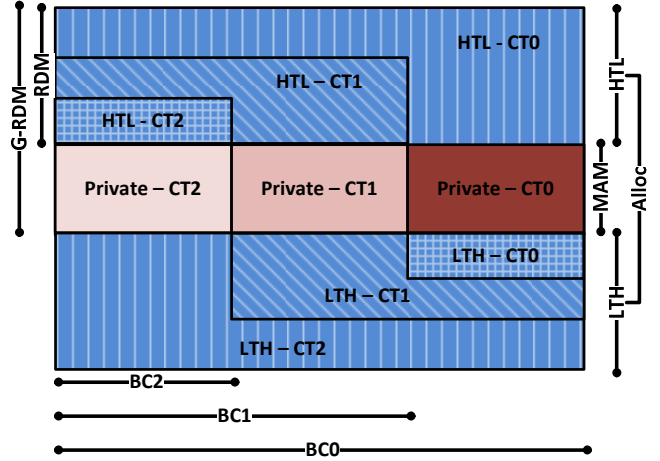 HTL - CT0
HTL – CT1
HTL - CT2
G-RDM
RDM
HTL
Private – CT2
Private – CT1
Private – CT0
MAM
Alloc
LTH – CT0
LTH – CT1
LTH – CT2
LTH
BC2
BC1
BC0